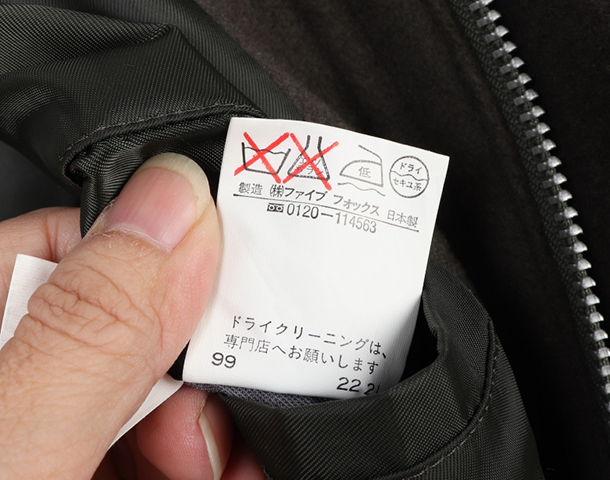 低 ドライ
セキユ系
製造 ㈱ファイブ フォックス 日本製
0120-114563
ドライクリーニングは、
専門店へお願いします
99 22 2